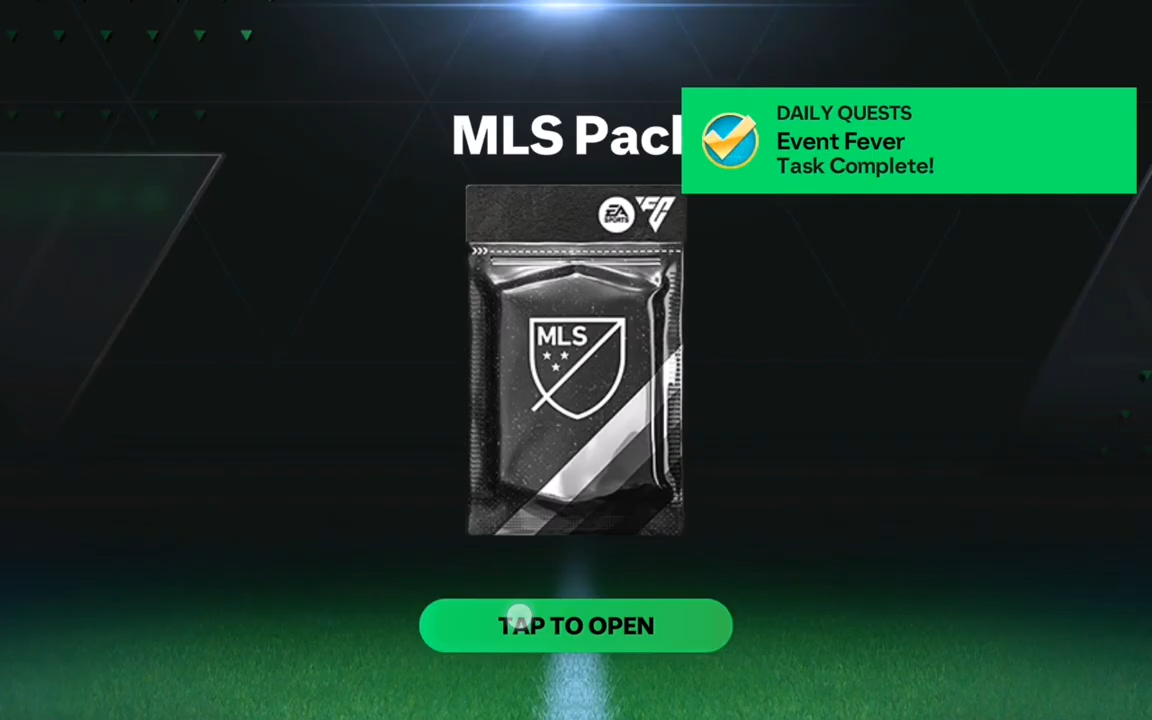 MLS Pack
DAILY QUESTS
Event Fever
Task Complete!
EA
SPORTS
FC
MLS
TAP TO OPEN